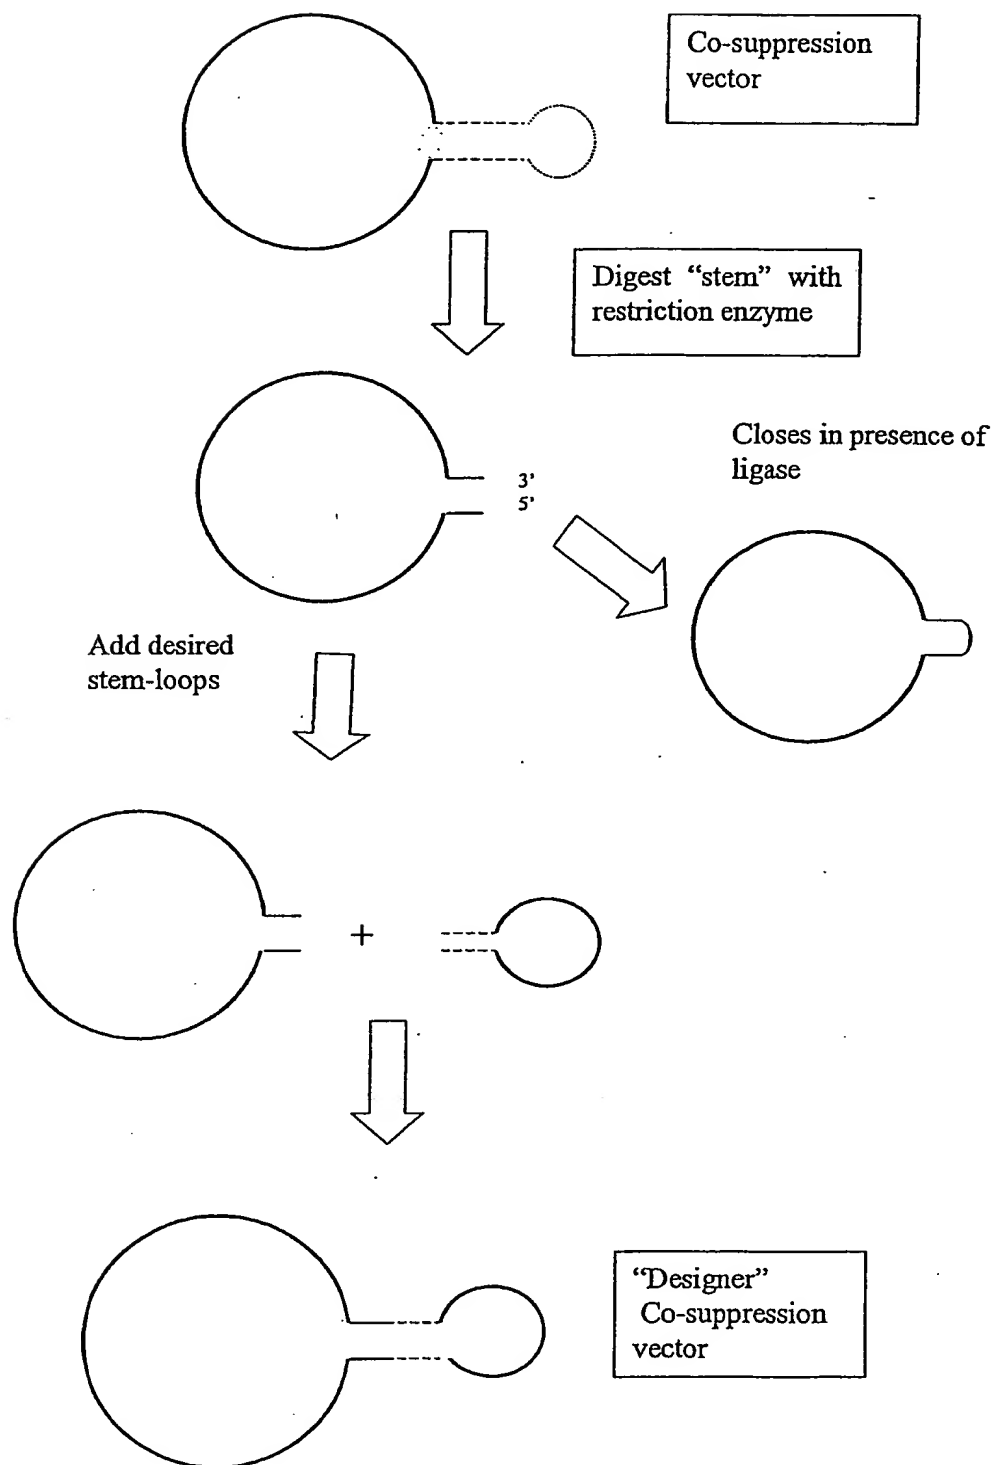 Co-suppression
vector
Digest “stem” with
restriction enzyme
Closes in presence of
ligase
3'
5'
Add desired
stem-loops
+
“Designer”
Co-suppression
vector